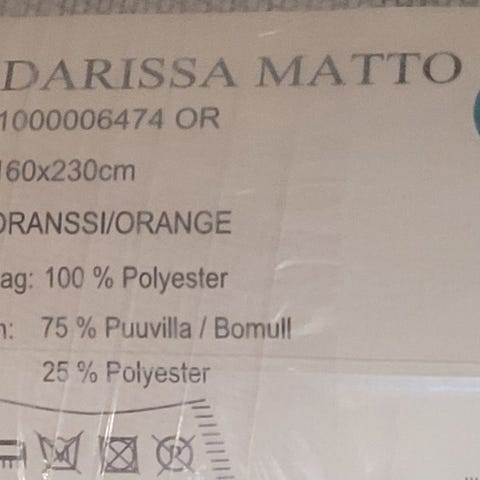 DARISSA MATTO
1000006474 OR
160x230cm
ORANSSI/ORANGE
ag: 100 % Polyester
n: 75 % Puuvilla / Bomull
25 % Polyester